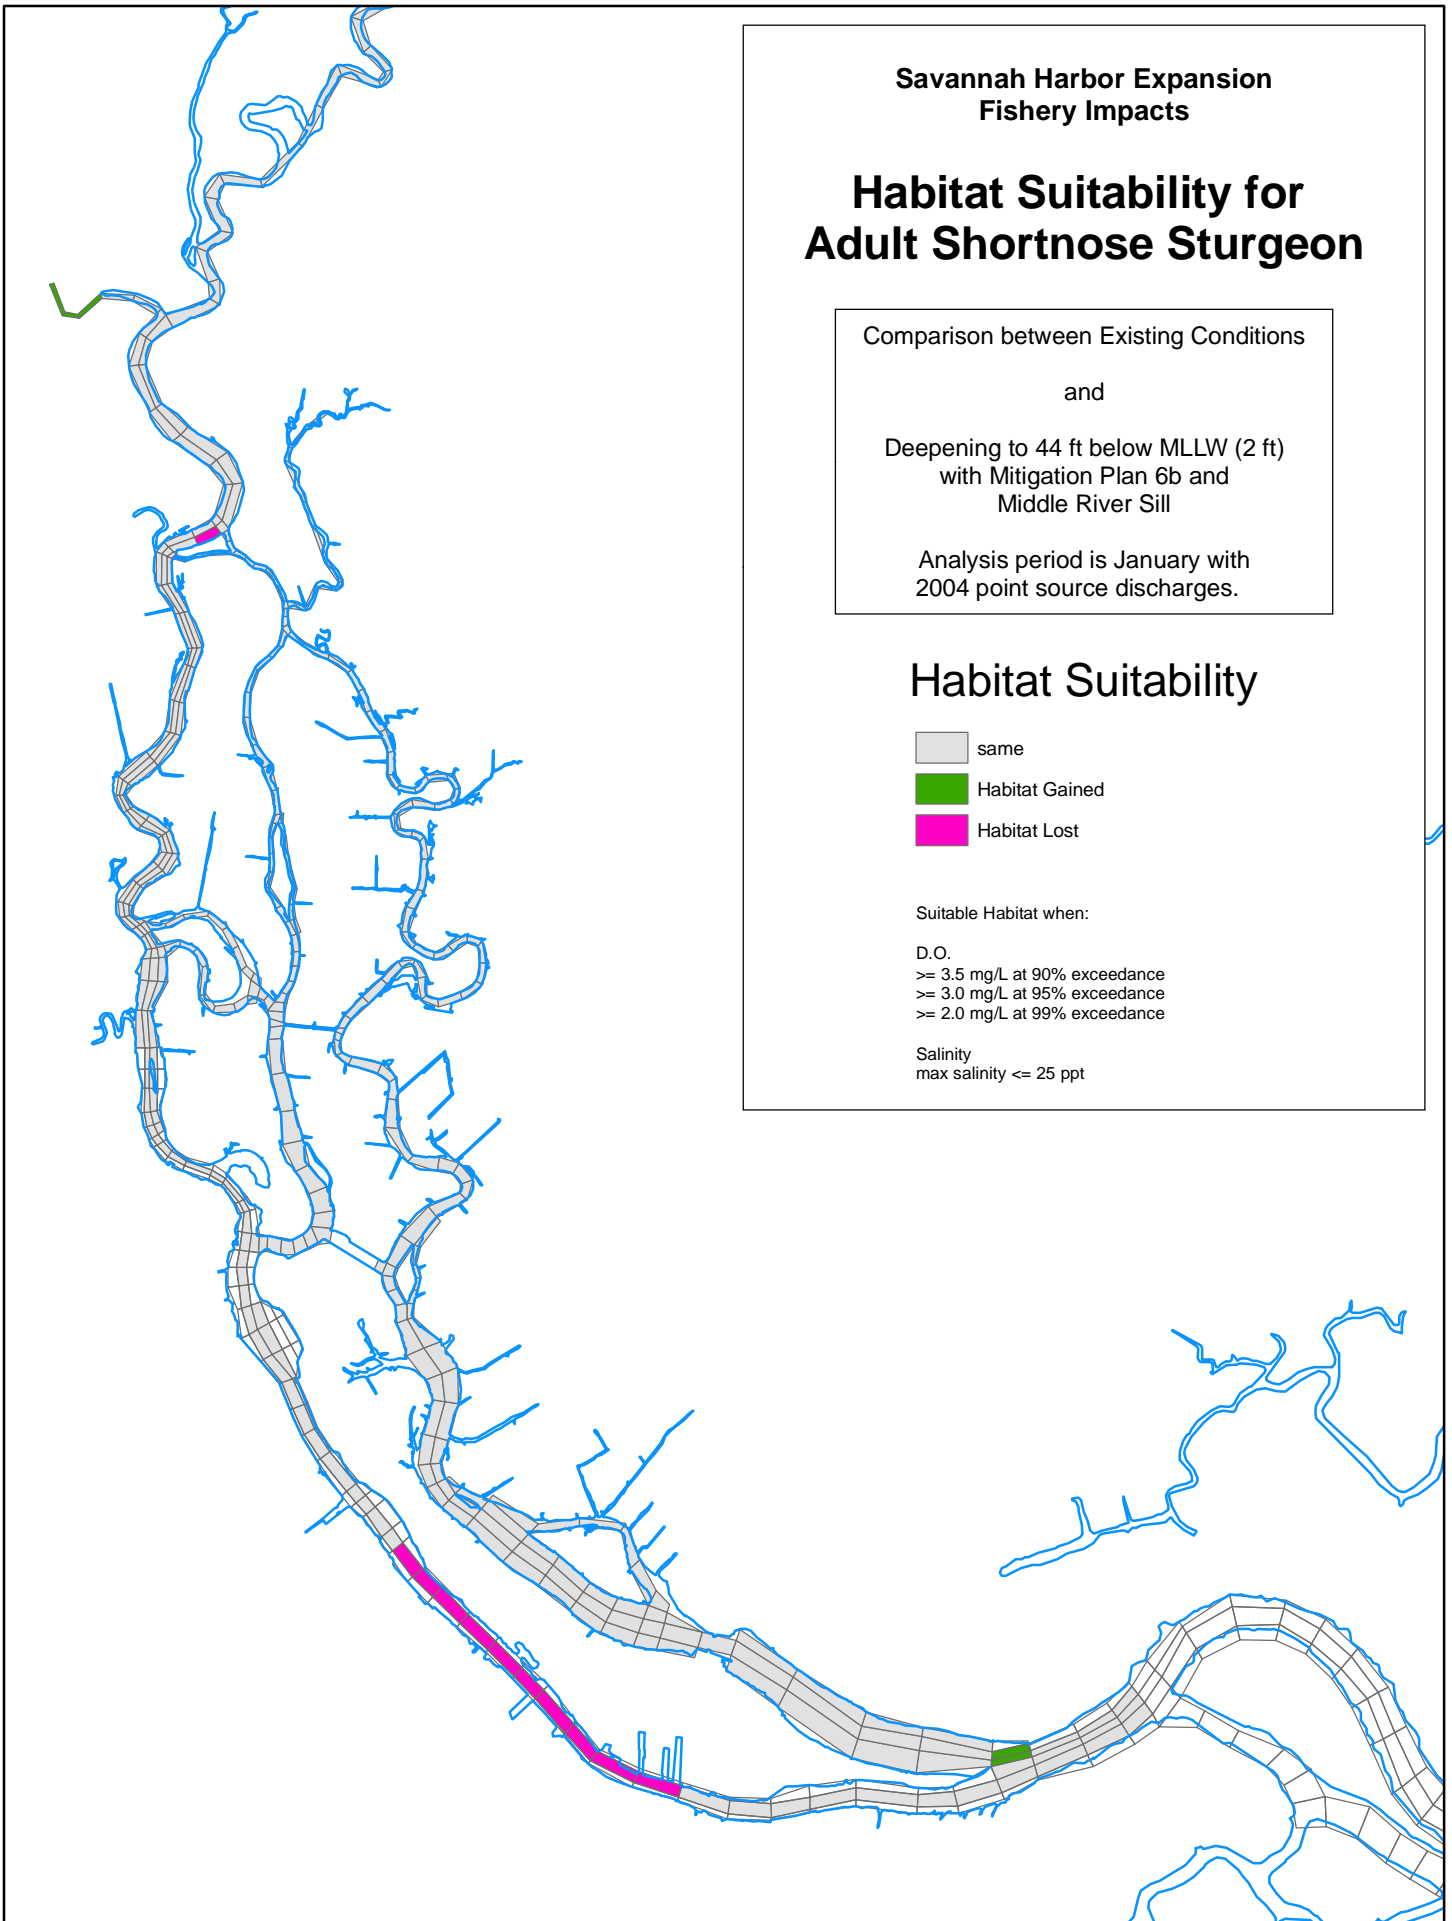 Savannah Harbor Expansion
Fishery Impacts
Habitat Suitability for
Adult Shortnose Sturgeon
Comparison between Existing Conditions
and
Deepening to 44 ft below MLLW (2 ft)
with Mitigation Plan 6b and
Middle River Sill
Analysis period is January with
2004 point source discharges.
Habitat Suitability
same
Habitat Gained
Habitat Lost
Suitable Habitat when:
D.O.
>= 3.5 mg/L at 90% exceedance
>= 3.0 mg/L at 95% exceedance
>= 2.0 mg/L at 99% exceedance
Salinity
max salinity <= 25 ppt